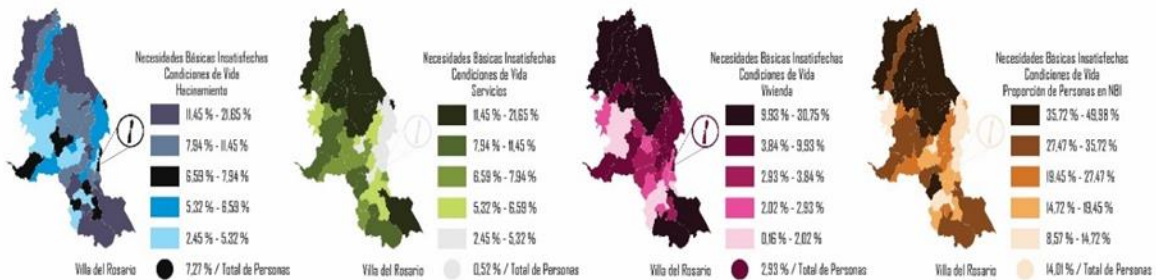 Necesidades Básicas Insatisfechas
Condiciones de Vida
Hacinamiento
11.45 % - 21.65 %
7.94 % - 11.45 %
6.59 % - 7.94 %
5.32 % - 6.59 %
2.45 % - 5.32 %
Villa del Rosario
7,27 % / Total de Personas
Necesidades Básicas Insatisfechas
Condiciones de Vida
Servicios
11.45 % - 21.65 %
7.94 % - 11.45 %
6.59 % - 7.94 %
5.32 % - 6.59 %
2.45 % - 5.32 %
Villa del Rosario
0,52 % / Total de Personas
Necesidades Básicas Insatisfechas
Condiciones de Vida
Vivienda
9.93 % - 30.75 %
3.84 % - 9.93 %
2.93 % - 3.84 %
2.02 % - 2.93 %
0.16 % - 2.02 %
Villa del Rosario
2.93 % / Total de Personas
Necesidades Básicas Insatisfechas
Condiciones de Vida
Proporción de Personas en NBI
35,72 % - 49,98 %
27,47 % - 35,72 %
19.45 % - 27,47 %
14,72 % - 19.45 %
8,57 % - 14,72 %
Villa del Rosario
14,01 % / Total de Personas